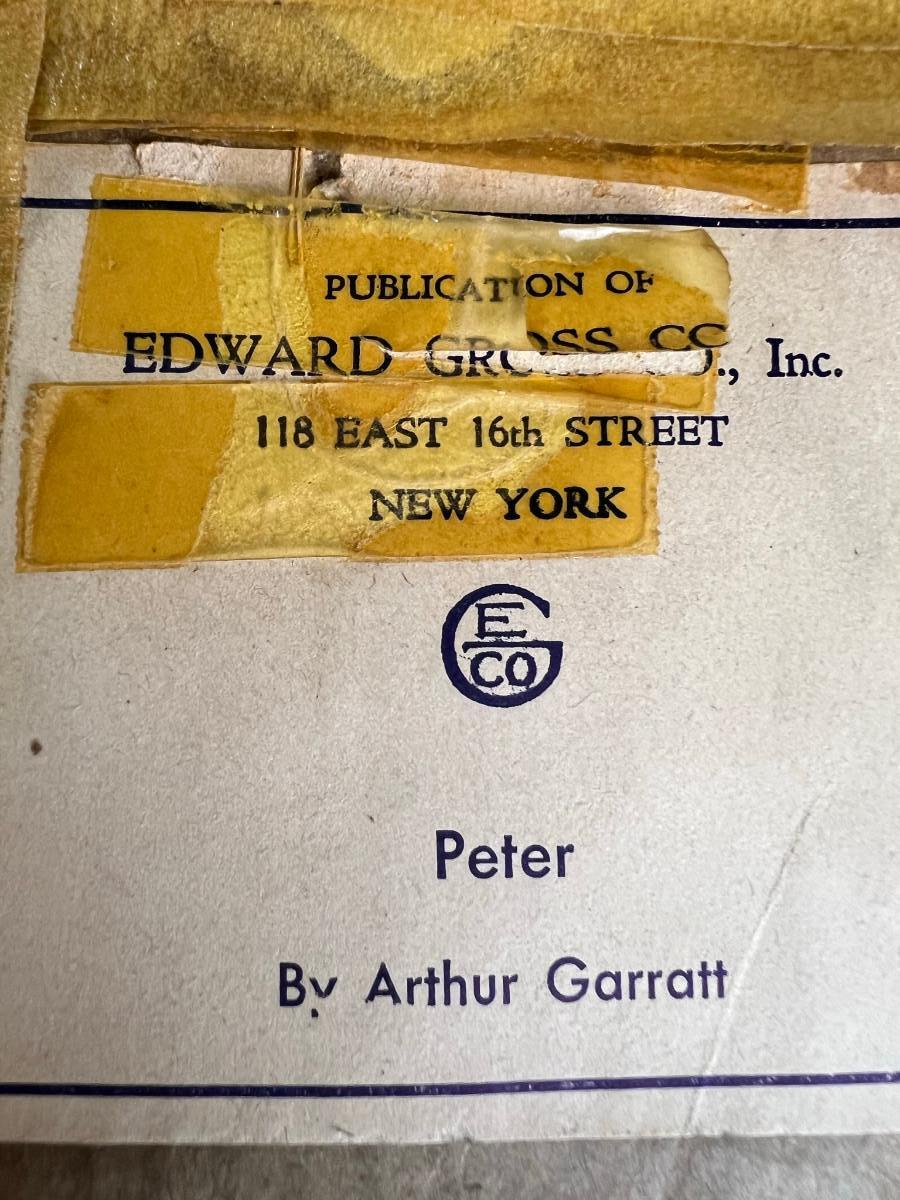 PUBLICATION OF
EDWARD GROSS CO., Inc.
118 EAST 16th STREET
NEW YORK
E
G
CO
Peter
By Arthur Garratt